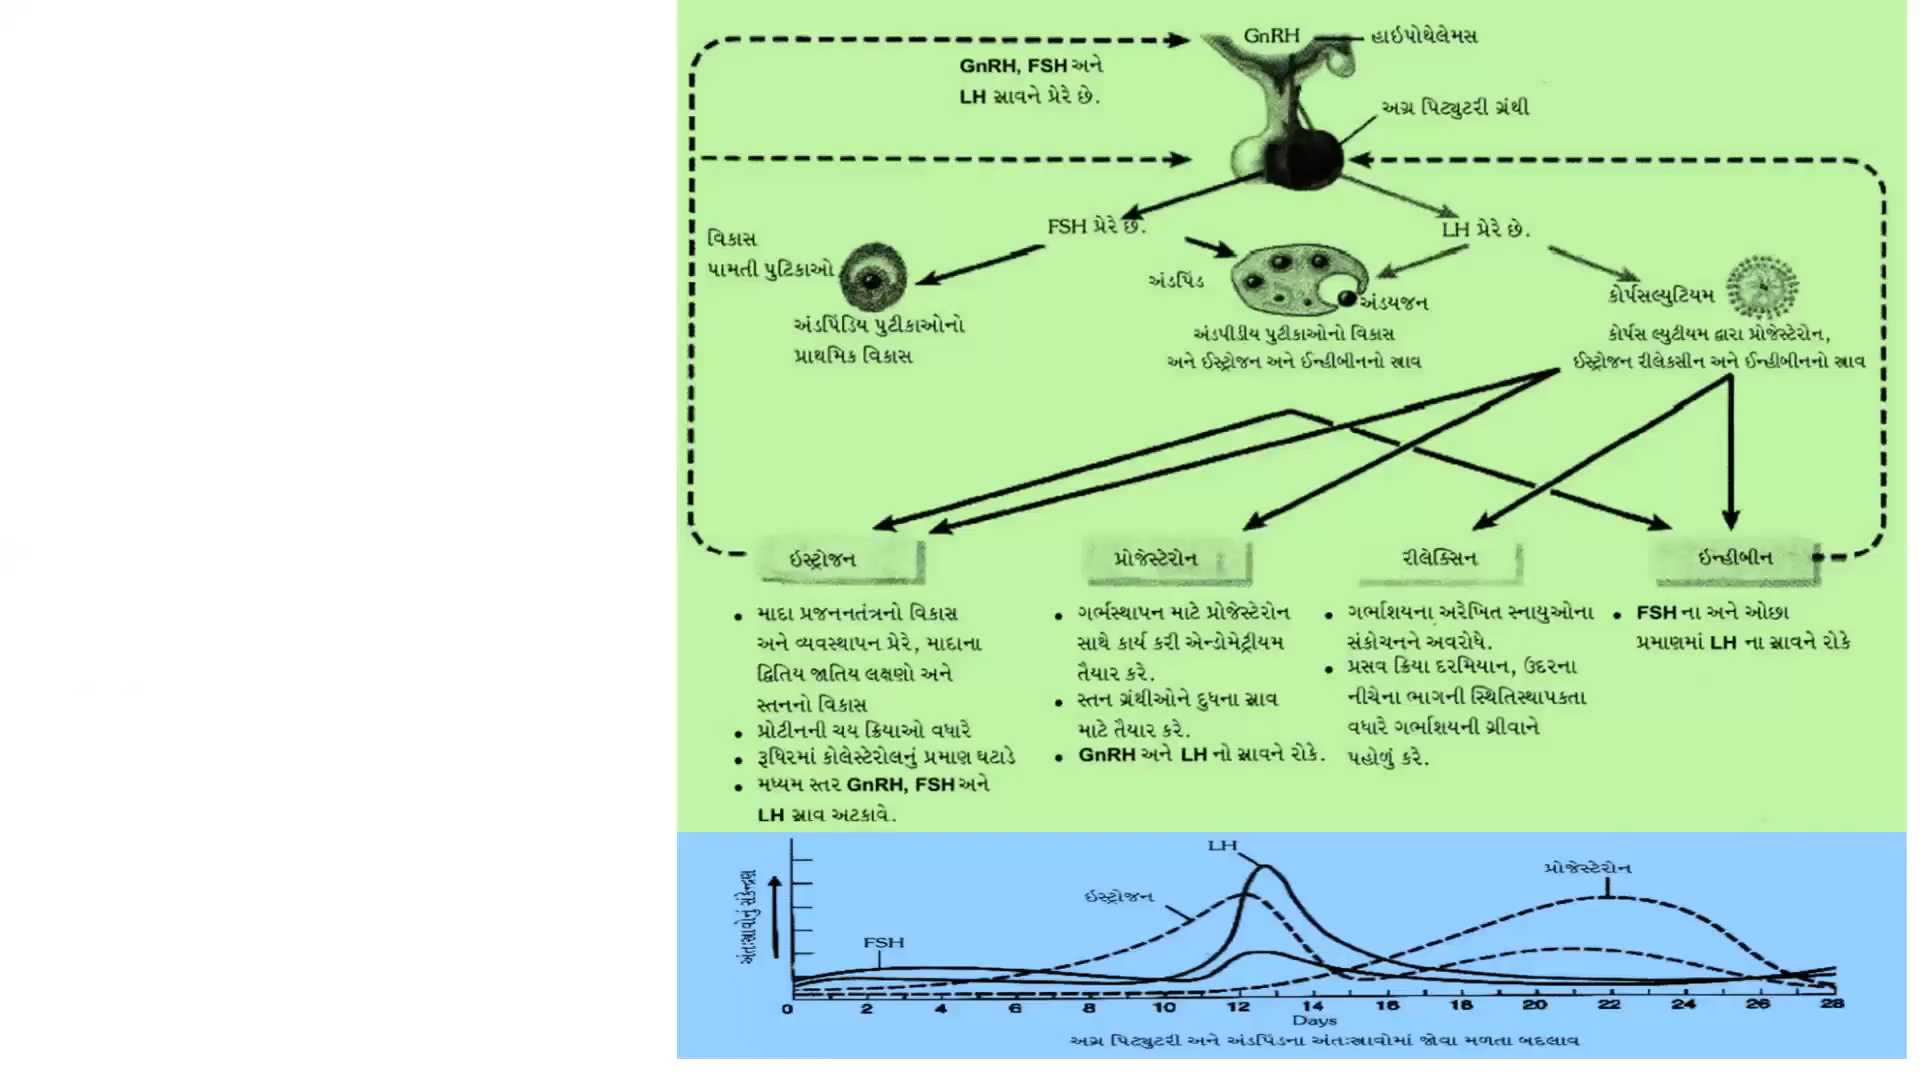 GnRH
હાઇપોથેલેમસ
GnRH, FSH અને
LH સ્રાવને પ્રેરે છે.
અગ્ર પિટ્યુટરી ગ્રંથી
FSH પ્રેરે છે.
LH પ્રેરે છે.
વિકાસ
પામતી પુટિકાઓ
અંડપિંડ
અંડયજન
કોર્પસલ્યુટિયમ
અંડપિંડિય પુટીકાઓનો
પ્રાથમિક વિકાસ
અંડપીડીય પુટીકાઓનો વિકાસ
અને ઈસ્ટ્રોજન અને ઈન્હીબીનનો સ્રાવ
કોર્પસ લ્યુટીયમ દ્વારા પ્રોજેસ્ટેરોન,
ઈસ્ટ્રોજન રીલેકસીન અને ઈન્હીબીનનો સ્રાવ
ઈસ્ટ્રોજન
પ્રોજેસ્ટેરોન
રીલેક્સિન
ઈન્હીબીન
• માદા પ્રજનનતંત્રનો વિકાસ
અને વ્યવસ્થાપન પ્રેરે, માદાના
દ્વિતિય જાતિય લક્ષણો અને
સ્તનનો વિકાસ
• પ્રોટીનની ચય ક્રિયાઓ વધારે
• રૂધિરમાં કોલેસ્ટેરોલનું પ્રમાણ ઘટાડે
• મધ્યમ સ્તર GnRH, FSH અને
LH સ્રાવ અટકાવે.
• ગર્ભસ્થાપન માટે પ્રોજેસ્ટેરોન
સાથે કાર્ય કરી એન્ડોમેટ્રીયમ
તૈયાર કરે.
• સ્તન ગ્રંથીઓને દુધના સ્રાવ
માટે તૈયાર કરે.
• GnRH અને LH નો સ્રાવને રોકે.
• ગર્ભાશયના અરેખિત સ્નાયુઓના
સંકોચનને અવરોધે.
• પ્રસવ ક્રિયા દરમિયાન, ઉદરના
નીચેના ભાગની સ્થિતિસ્થાપકતા
વધારે ગર્ભાશયની ગ્રીવાને
પહોળું કરે.
• FSH ના અને ઓછા
પ્રમાણમાં LH ના સ્રાવને રોકે
અંતઃસ્રાવોનું સંકેન્દ્રણ
FSH
ઈસ્ટ્રોજન
LH
પ્રોજેસ્ટેરોન
0 2 4 6 8 10 12 14 16 18 20 22 24 26 28
Days
અગ્ર પિટ્યુટરી અને અંડપિંડના અંતઃસ્રાવોમાં જોવા મળતા બદલાવ